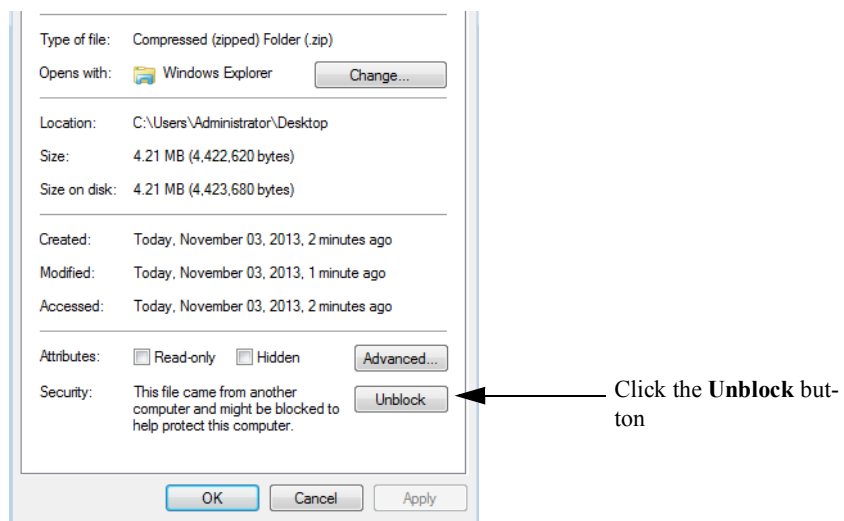 Type of file: Compressed (zipped) Folder (.zip)
Opens with: Windows Explorer Change...
Location: C:\Users\Administrator\Desktop
Size: 4.21 MB (4,422,620 bytes)
Size on disk: 4.21 MB (4,423,680 bytes)
Created: Today, November 03, 2013, 2 minutes ago
Modified: Today, November 03, 2013, 1 minute ago
Accessed: Today, November 03, 2013, 2 minutes ago
Attributes: Read-only Hidden Advanced...
Security: This file came from another
computer and might be blocked to
help protect this computer.
Unblock
Click the Unblock but-
ton
OK Cancel Apply